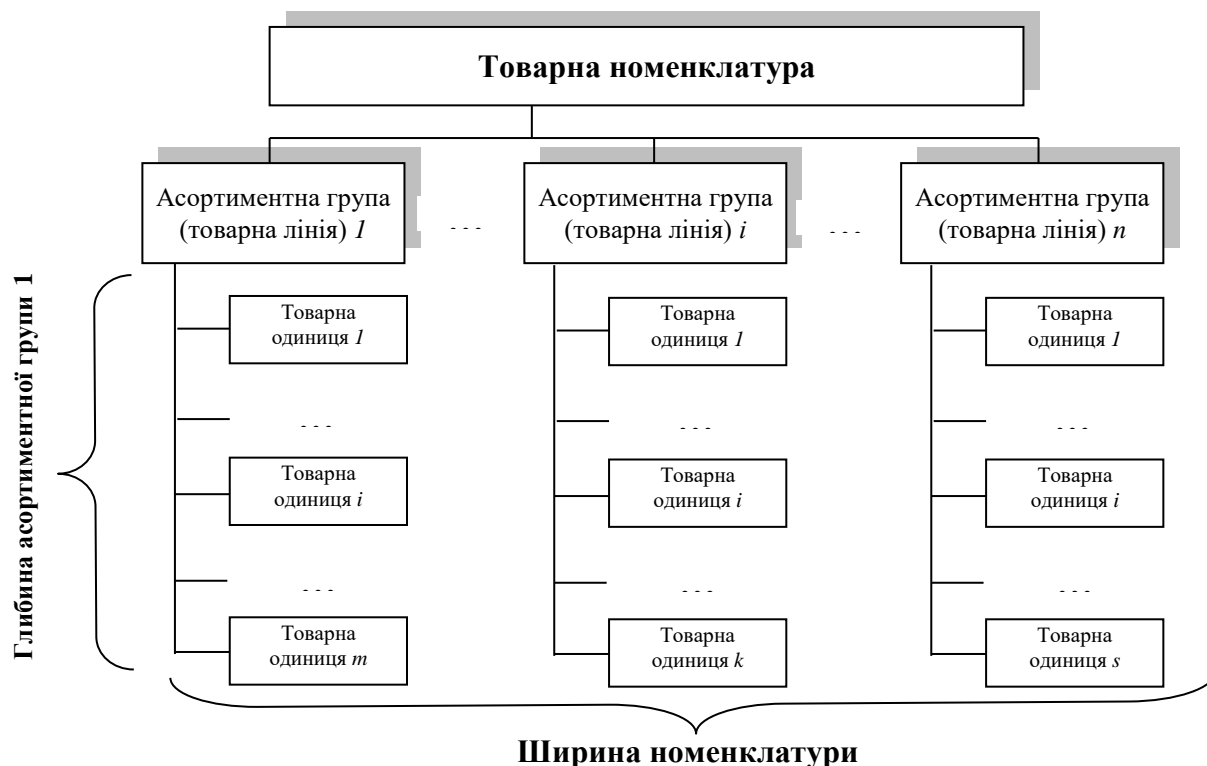 Товарна номенклатура
Асортиментна група
(товарна лінія) 1
- - -
Асортиментна група
(товарна лінія) i
- - -
Асортиментна група
(товарна лінія) n
Глибина асортиментної групи 1
Товарна
одиниця 1
Товарна
одиниця 1
Товарна
одиниця 1
- - -
- - -
- - -
Товарна
одиниця i
Товарна
одиниця i
Товарна
одиниця i
- - -
- - -
- - -
Товарна
одиниця m
Товарна
одиниця k
Товарна
одиниця s
Ширина номенклатури